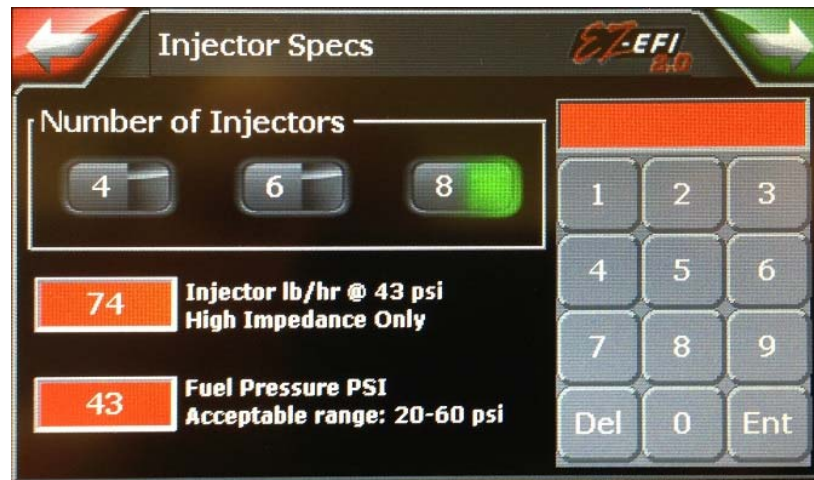 Injector Specs
EZ-EFI
2.0
Number of Injectors
4 6 8
74
Injector lb/hr @ 43 psi
High Impedance Only
43
Fuel Pressure PSI
Acceptable range: 20-60 psi
1 2 3
4 5 6
7 8 9
Del 0 Ent